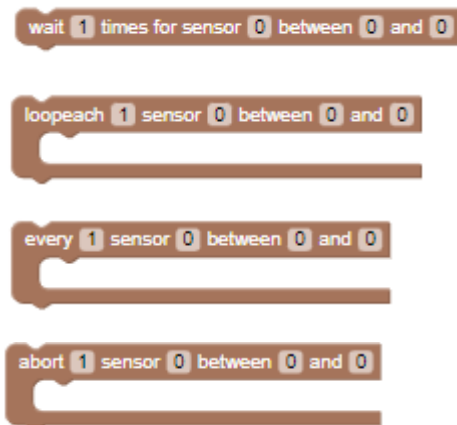 wait 1 times for sensor 0 between 0 and 0
loopeach 1 sensor 0 between 0 and 0
every 1 sensor 0 between 0 and 0
abort 1 sensor 0 between 0 and 0